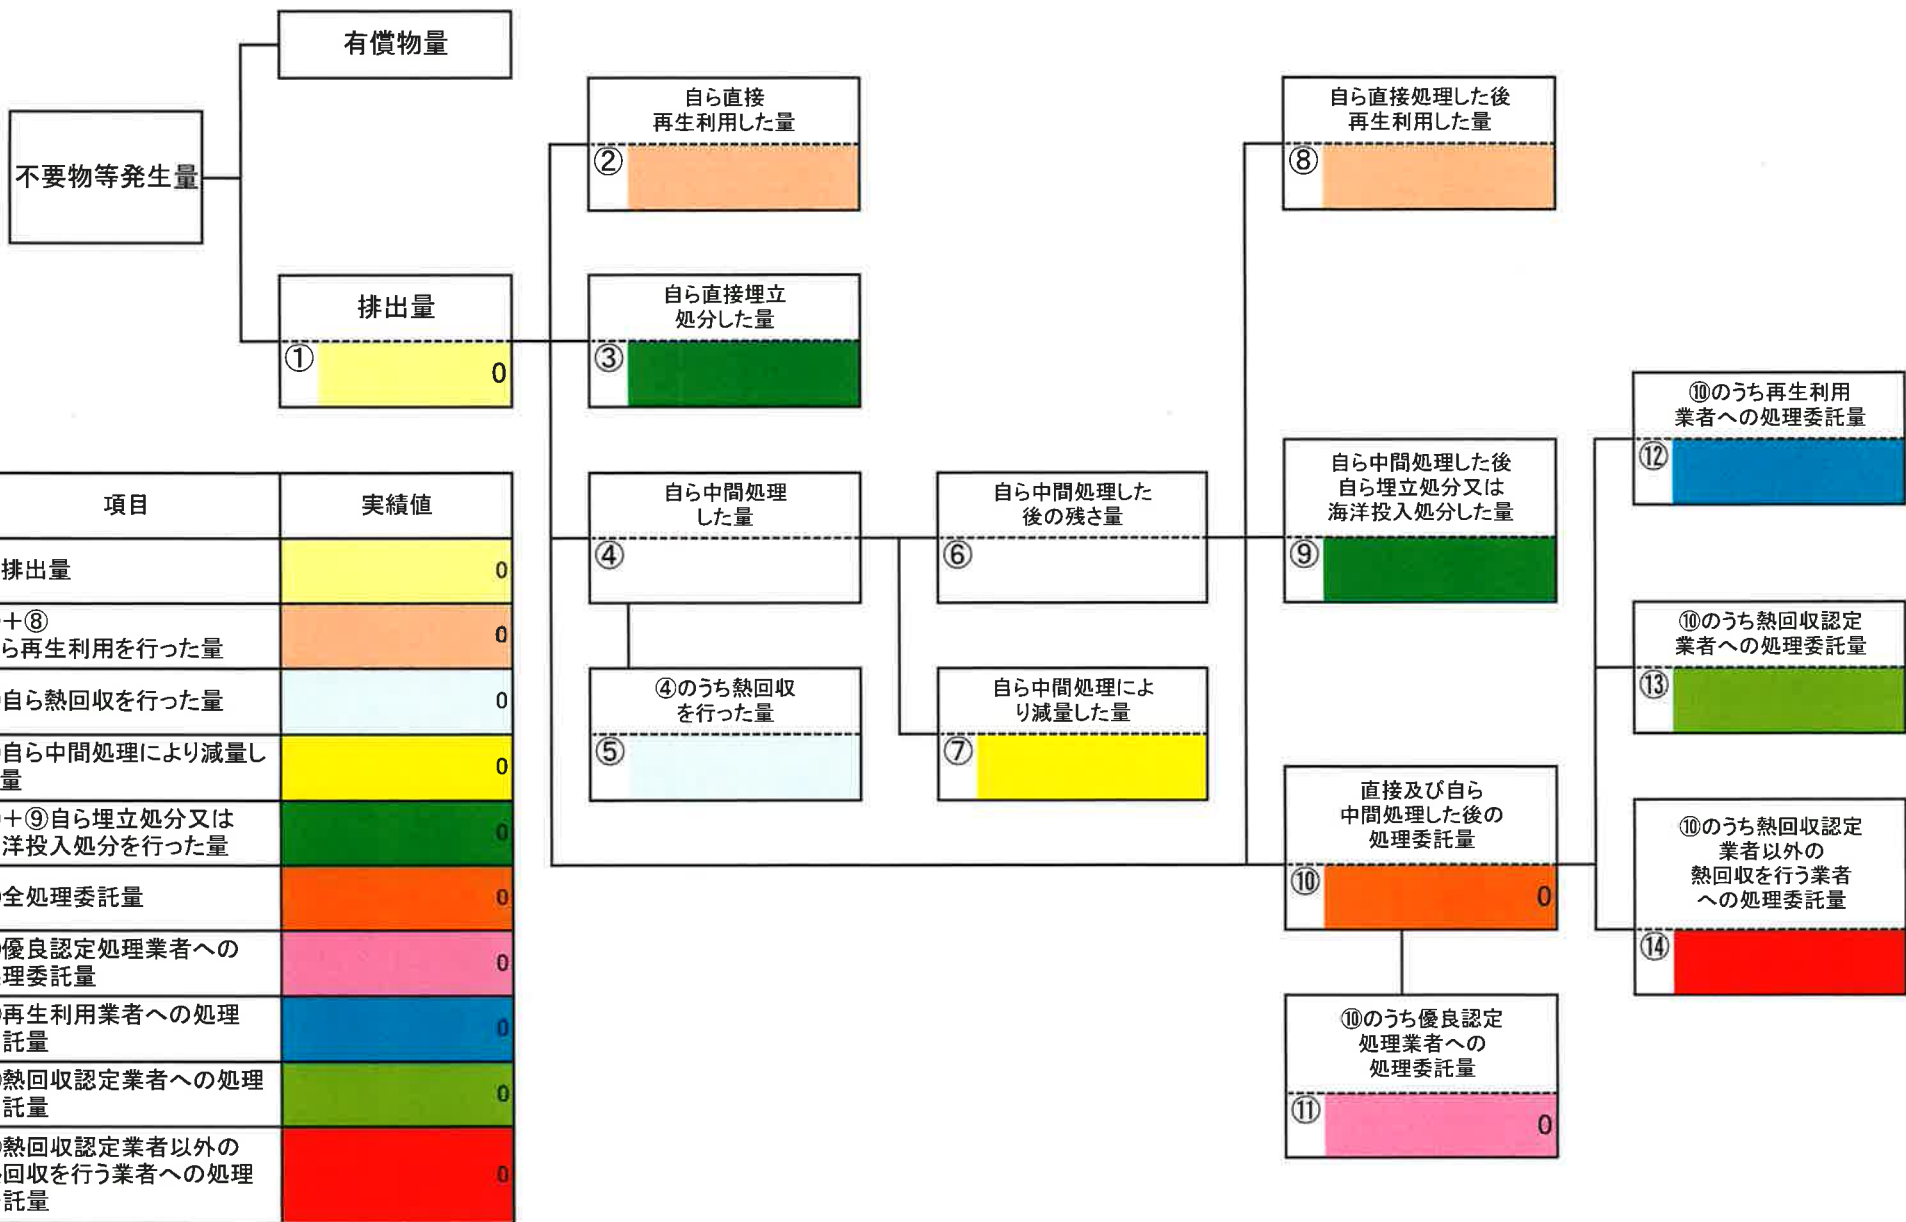 有償物量
不要物等発生量
排出量
①
0
自ら直接
再生利用した量
②
自ら直接埋立
処分した量
③
自ら中間処理
した量
④
④のうち熱回収
を行った量
⑤
自ら中間処理した
後の残さ量
⑥
自ら中間処理によ
り減量した量
⑦
自ら直接処理した後
再生利用した量
⑧
自ら中間処理した後
自ら埋立処分又は
海洋投入処分した量
⑨
直接及び自ら
中間処理した後の
処理委託量
⑩
0
⑩のうち優良認定
処理業者への
処理委託量
⑪
0
⑩のうち再生利用
業者への処理委託量
⑫
⑩のうち熱回収認定
業者への処理委託量
⑬
⑩のうち熱回収認定
業者以外の
熱回収を行う業者
への処理委託量
⑭
項目 実績値
排出量 0
+⑧
ら再生利用を行った量 0
自ら熱回収を行った量 0
自ら中間処理により減量し
量 0
+⑨自ら埋立処分又は
洋投入処分を行った量 0
全処理委託量 0
優良認定処理業者への
理委託量 0
再生利用業者への処理
託量 0
熱回収認定業者への処理
託量 0
熱回収認定業者以外の
回収を行う業者への処理
託量 0